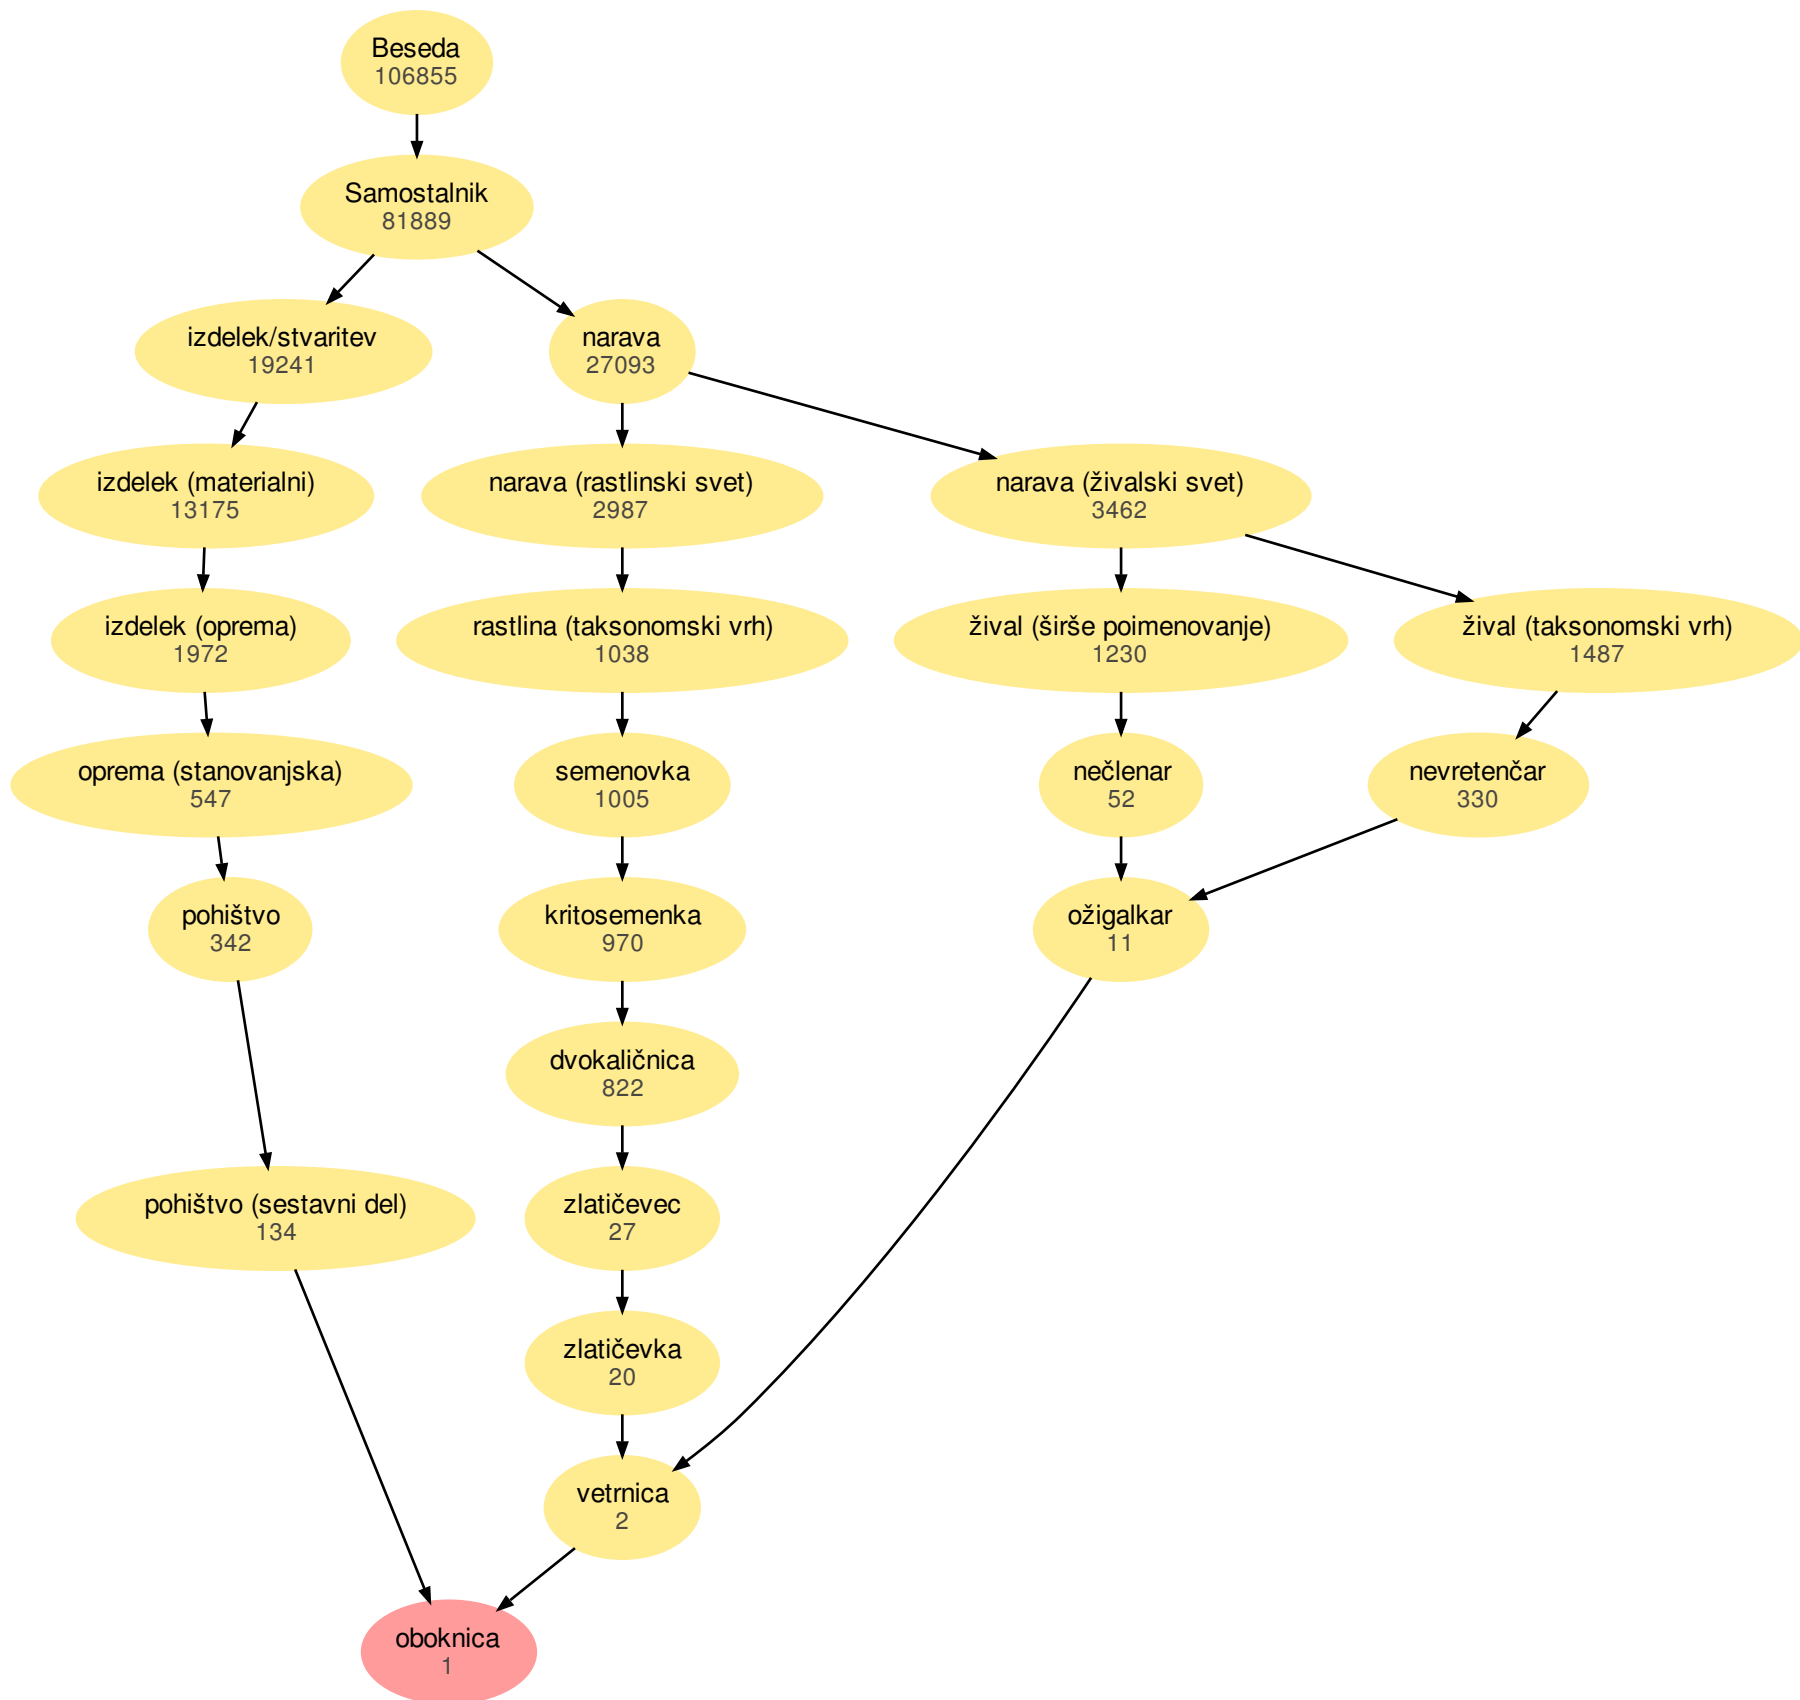 Beseda
106855
Samostalnik
81889
izdelek/stvaritev
19241
narava
27093
izdelek (materialni)
13175
narava (rastlinski svet)
2987
narava (živalski svet)
3462
izdelek (oprema)
1972
rastlina (taksonomski vrh)
1038
žival (širše poimenovanje)
1230
žival (taksonomski vrh)
1487
oprema (stanovanjska)
547
semenovka
1005
nečlenar
52
nevretenčar
330
pohištvo
342
kritosemenka
970
ožigalkar
11
dvokaličnica
822
pohištvo (sestavni del)
134
zlatičevec
27
zlatičevka
20
vetrnica
2
oboknica
1